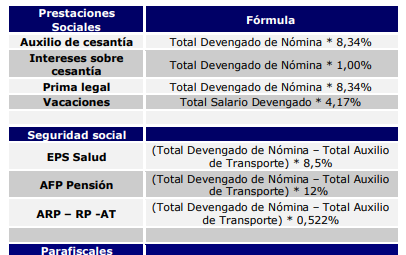 Prestaciones Sociales Fórmula
Auxilio de cesantía Total Devengado de Nómina * 8,34%
Intereses sobre cesantía Total Devengado de Nómina * 1,00%
Prima legal Total Devengado de Nómina * 8,34%
Vacaciones Total Salario Devengado * 4,17%
Seguridad social
EPS Salud (Total Devengado de Nómina – Total Auxilio de Transporte) * 8,5%
AFP Pensión (Total Devengado de Nómina – Total Auxilio de Transporte) * 12%
ARP – RP -AT (Total Devengado de Nómina – Total Auxilio de Transporte) * 0,522%
Parafiscales